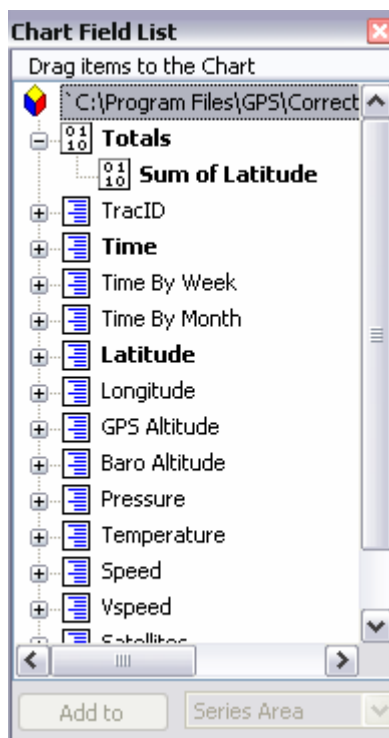 Chart Field List
Drag items to the Chart
`C:\Program Files\GPS\Correct
Totals
Sum of Latitude
TracID
Time
Time By Week
Time By Month
Latitude
Longitude
GPS Altitude
Baro Altitude
Pressure
Temperature
Speed
Vspeed
Satellites
Add to
Series Area